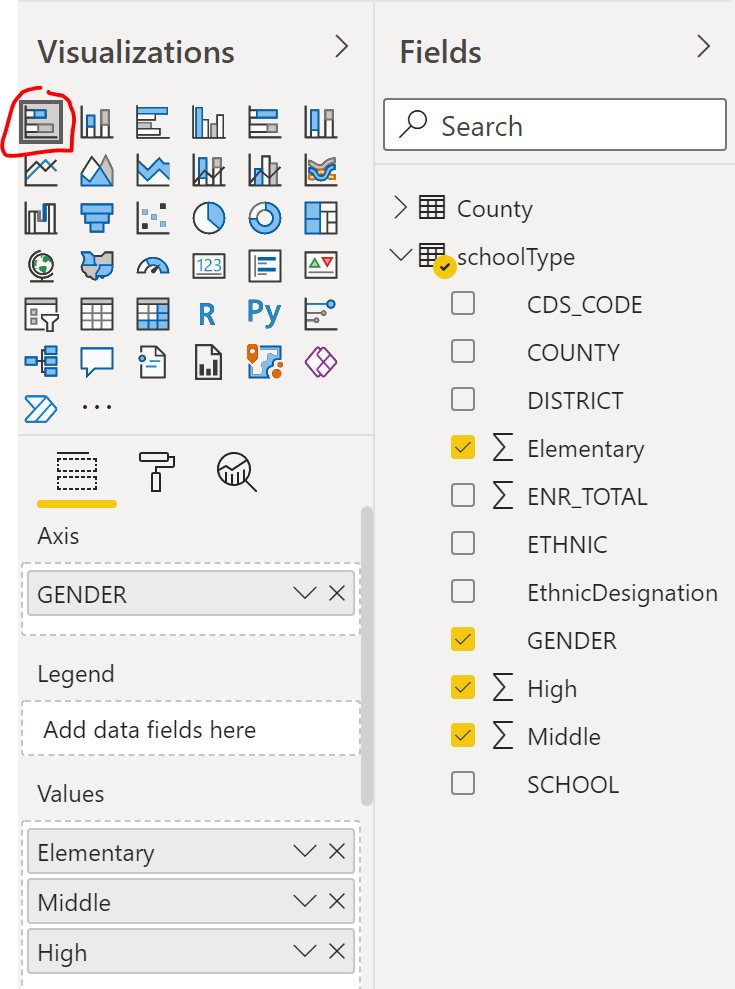 Visualizations
123
R
Py
Axis
GENDER
Legend
Add data fields here
Values
Elementary
Middle
High
Fields
Search
County
schoolType
CDS_CODE
COUNTY
DISTRICT
Σ Elementary
Σ ENR_TOTAL
ETHNIC
EthnicDesignation
GENDER
Σ High
Σ Middle
SCHOOL